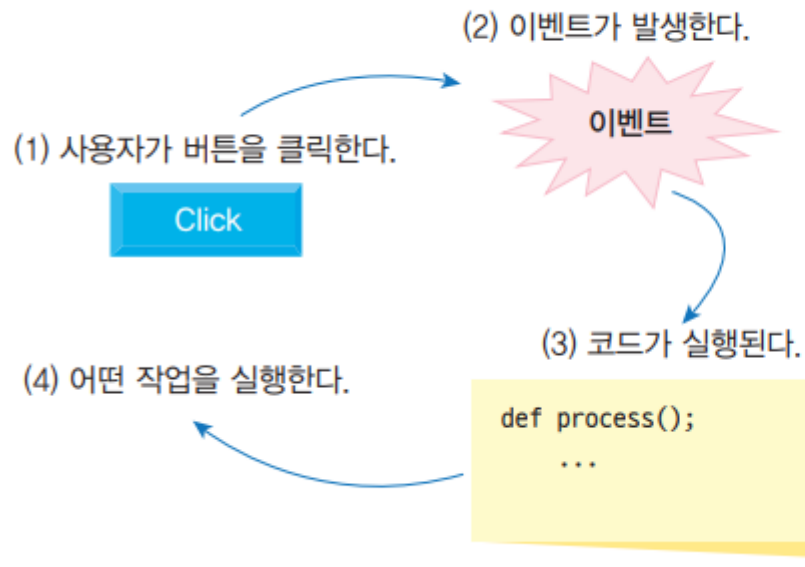 (2) 이벤트가 발생한다.
이벤트
(1) 사용자가 버튼을 클릭한다.
Click
(3) 코드가 실행된다.
def process();
...
(4) 어떤 작업을 실행한다.